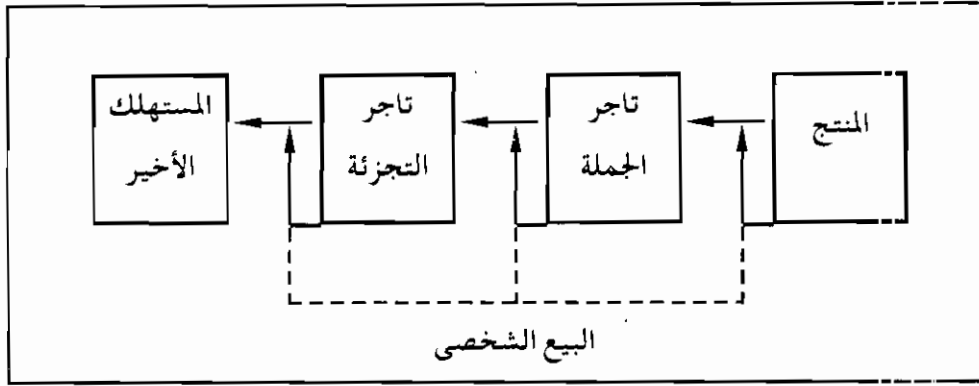 المنتج
تاجر
الجملة
تاجر
التجزئة
المستهلك
الأخير
البيع الشخصى